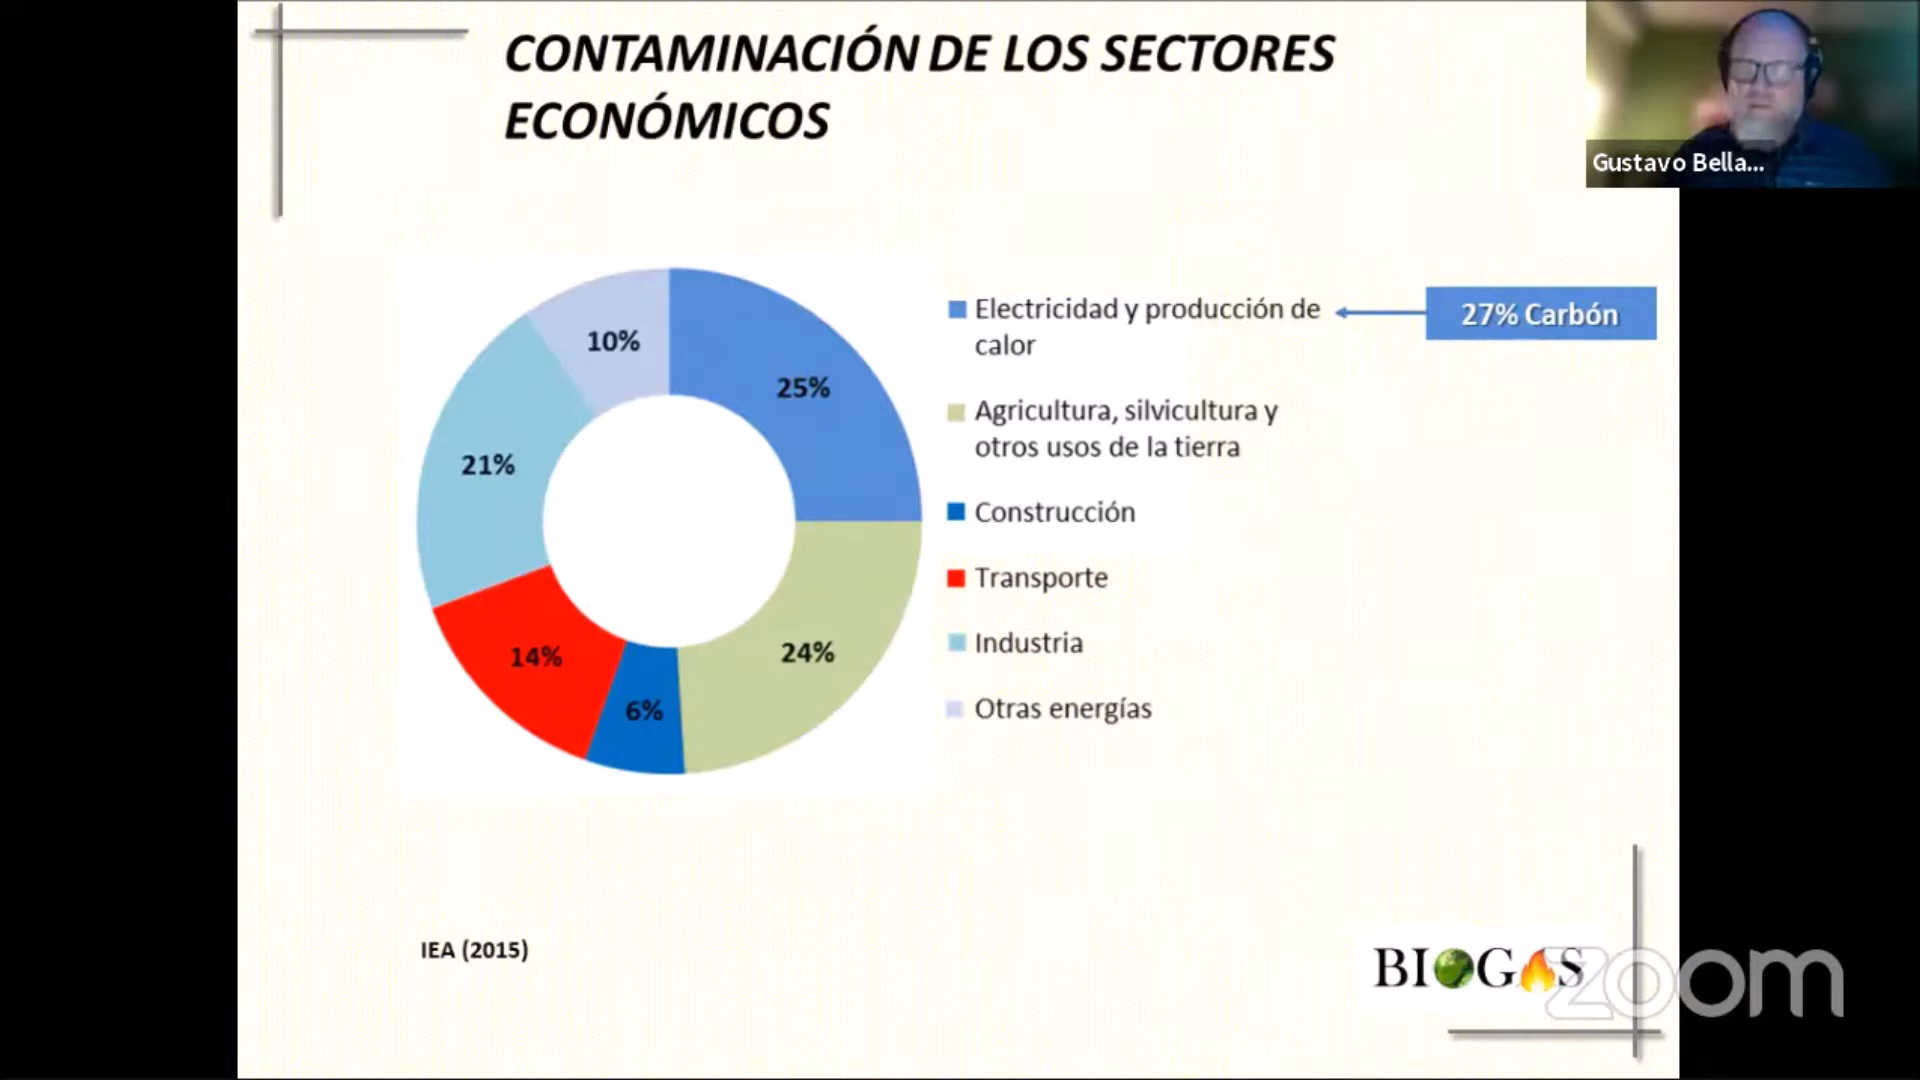 CONTAMINACIÓN DE LOS SECTORES
ECONÓMICOS
Gustavo Bella...
10%
25%
21%
14%
6%
24%
Electricidad y producción de
calor
27% Carbón
Agricultura, silvicultura y
otros usos de la tierra
Construcción
Transporte
Industria
Otras energías
IEA (2015)
BIOGAS
zoom